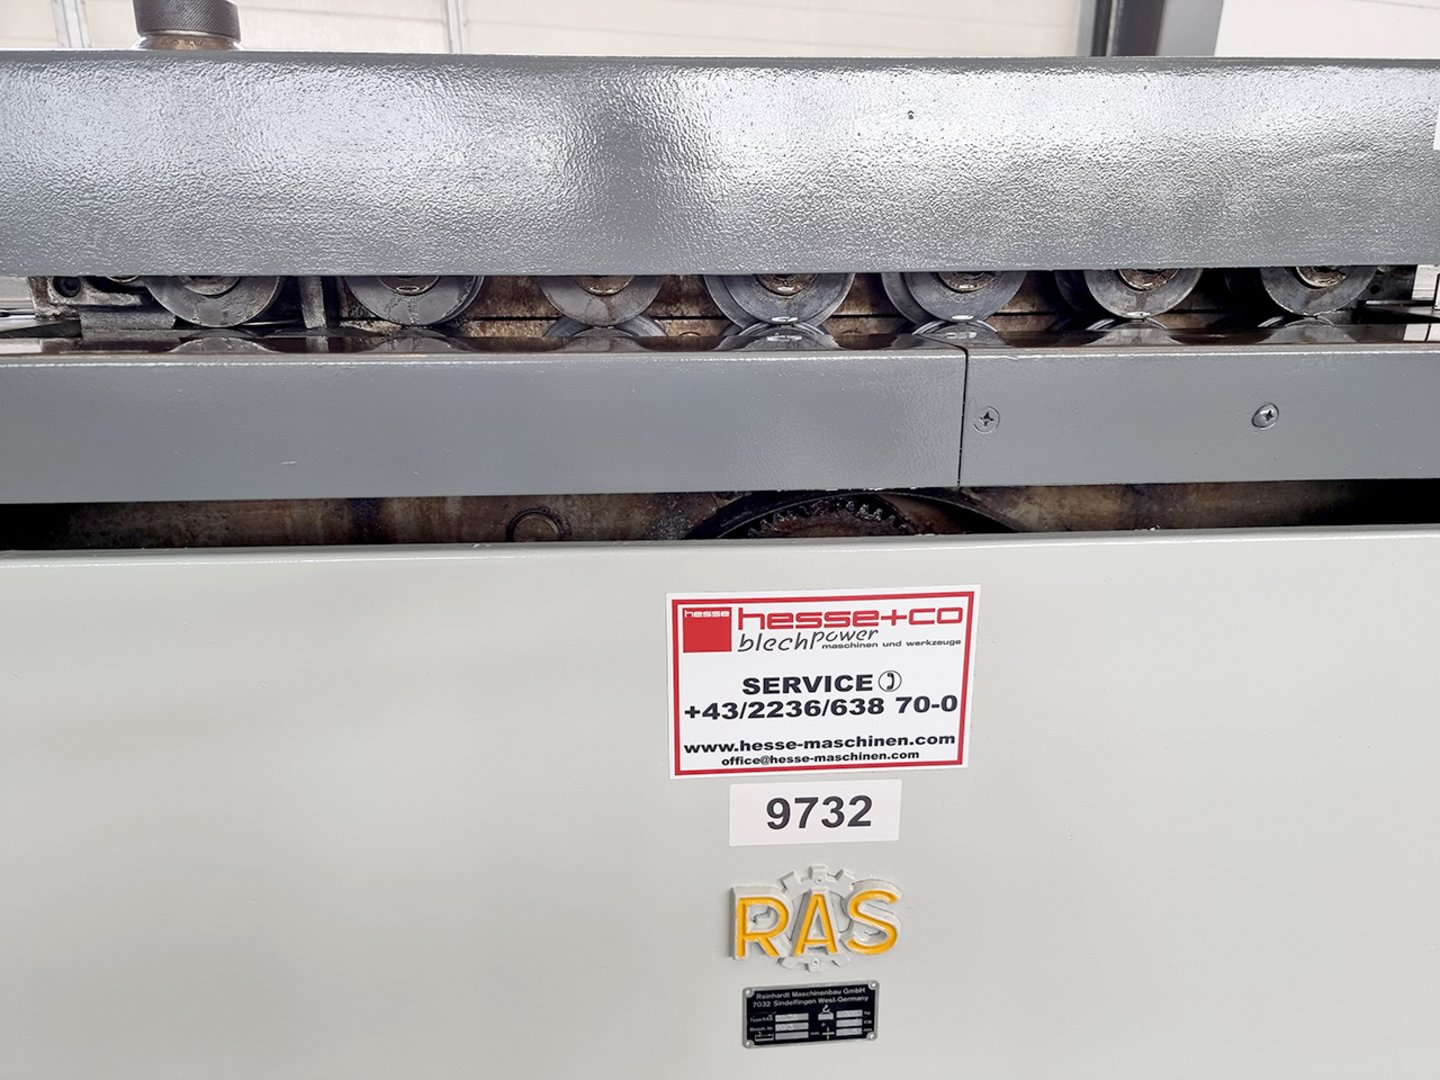 hesse
hesse+co
blechpower
maschinen und werkzeuge
SERVICE
+43/2236/638 70-0
www.hesse-maschinen.com
office@hesse-maschinen.com
9732
RAS
Reinhardt Maschinenbau GmbH
7032 Sindelfingen West-Germany